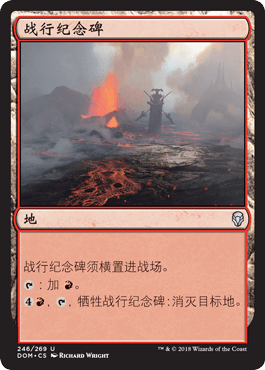 战行纪念碑
地
战行纪念碑须横置进战场。
：加。
4，，牺牲战行纪念碑：消灭目标地。
246/269 U
DOM • CS RICHARD WRIGHT
™ & © 2018 Wizards of the Coast